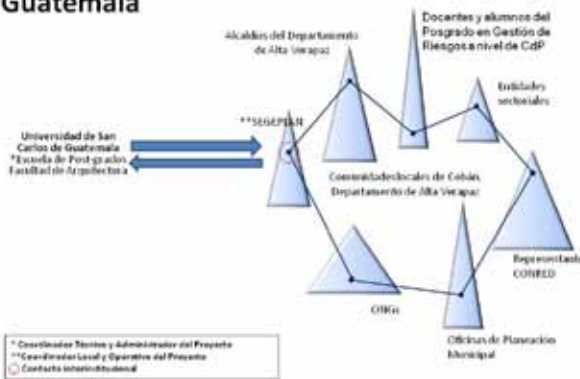 Guatemala
Alcaldías del Departamento
de Alta Verapaz
Docentes y alumnos del
Posgrado en Gestión de
Riesgos a nivel de CdP
Entidades
sectoriales
**SEGEPLAN
Universidad de San
Carlos de Guatemala
*Escuela de Post-grados
Facultad de Arquitectura
Comunidades locales de Cobán,
Departamento de Alta Verapaz
Representante
CONRED
ONGs
Oficinas de Planeación
Municipal
* Coordinador Técnico y Administrador del Proyecto
**Coordinador Local y Operativo del Proyecto
Contacto interinstitucional